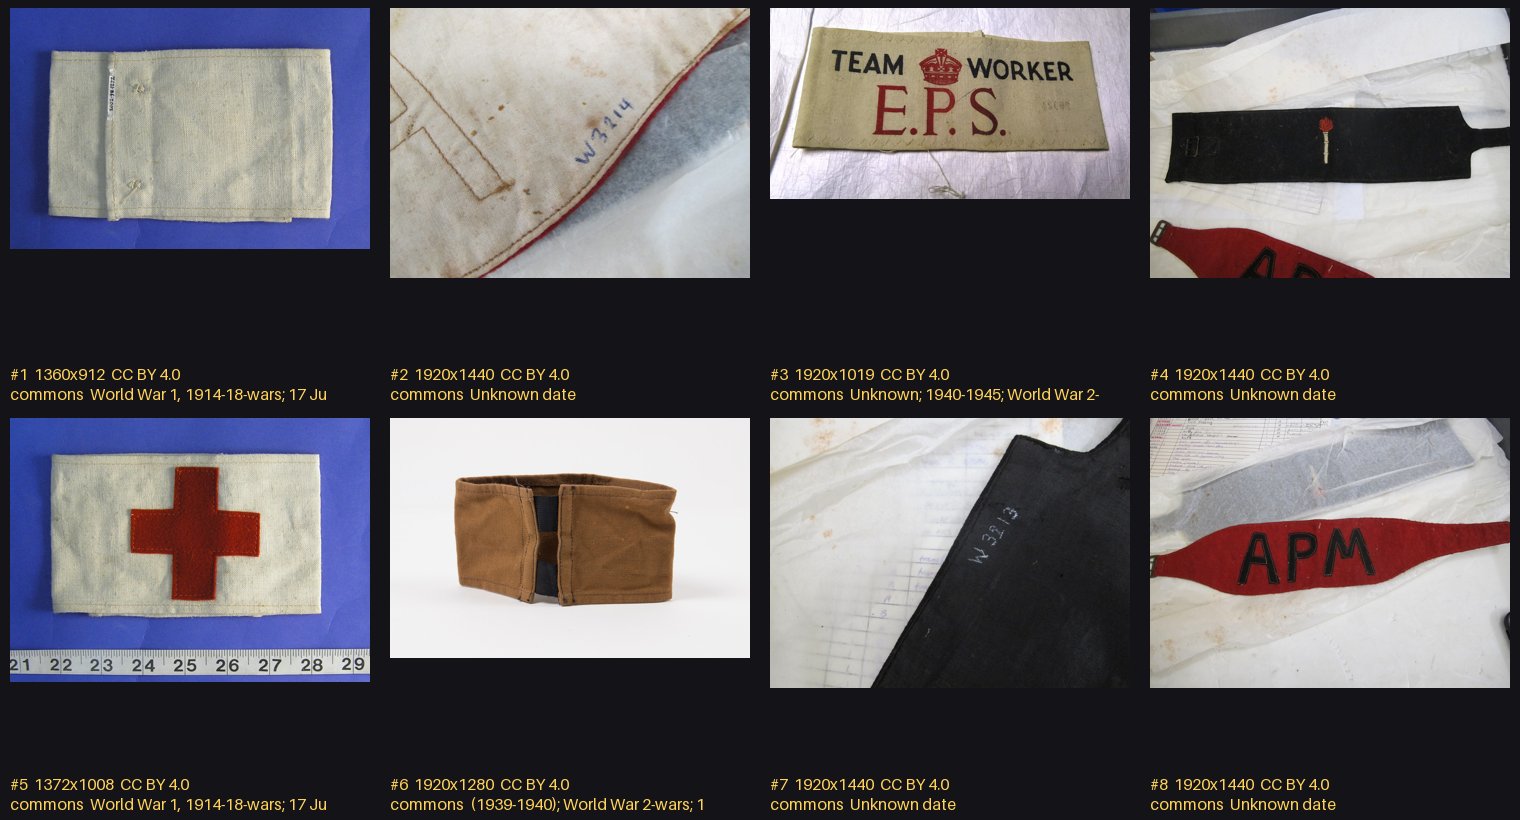 W 3214
TEAM WORKER
E.P.S.
AP
#1 1360x912 CC BY 4.0
commons World War 1, 1914-18-wars; 17 Ju
#2 1920x1440 CC BY 4.0
commons Unknown date
#3 1920x1019 CC BY 4.0
commons Unknown; 1940-1945; World War 2-
#4 1920x1440 CC BY 4.0
commons Unknown date
21 22 23 24 25 26 27 28 29
W 3213
APM
#5 1372x1008 CC BY 4.0
commons World War 1, 1914-18-wars; 17 Ju
#6 1920x1280 CC BY 4.0
commons (1939-1940); World War 2-wars; 1
#7 1920x1440 CC BY 4.0
commons Unknown date
#8 1920x1440 CC BY 4.0
commons Unknown date